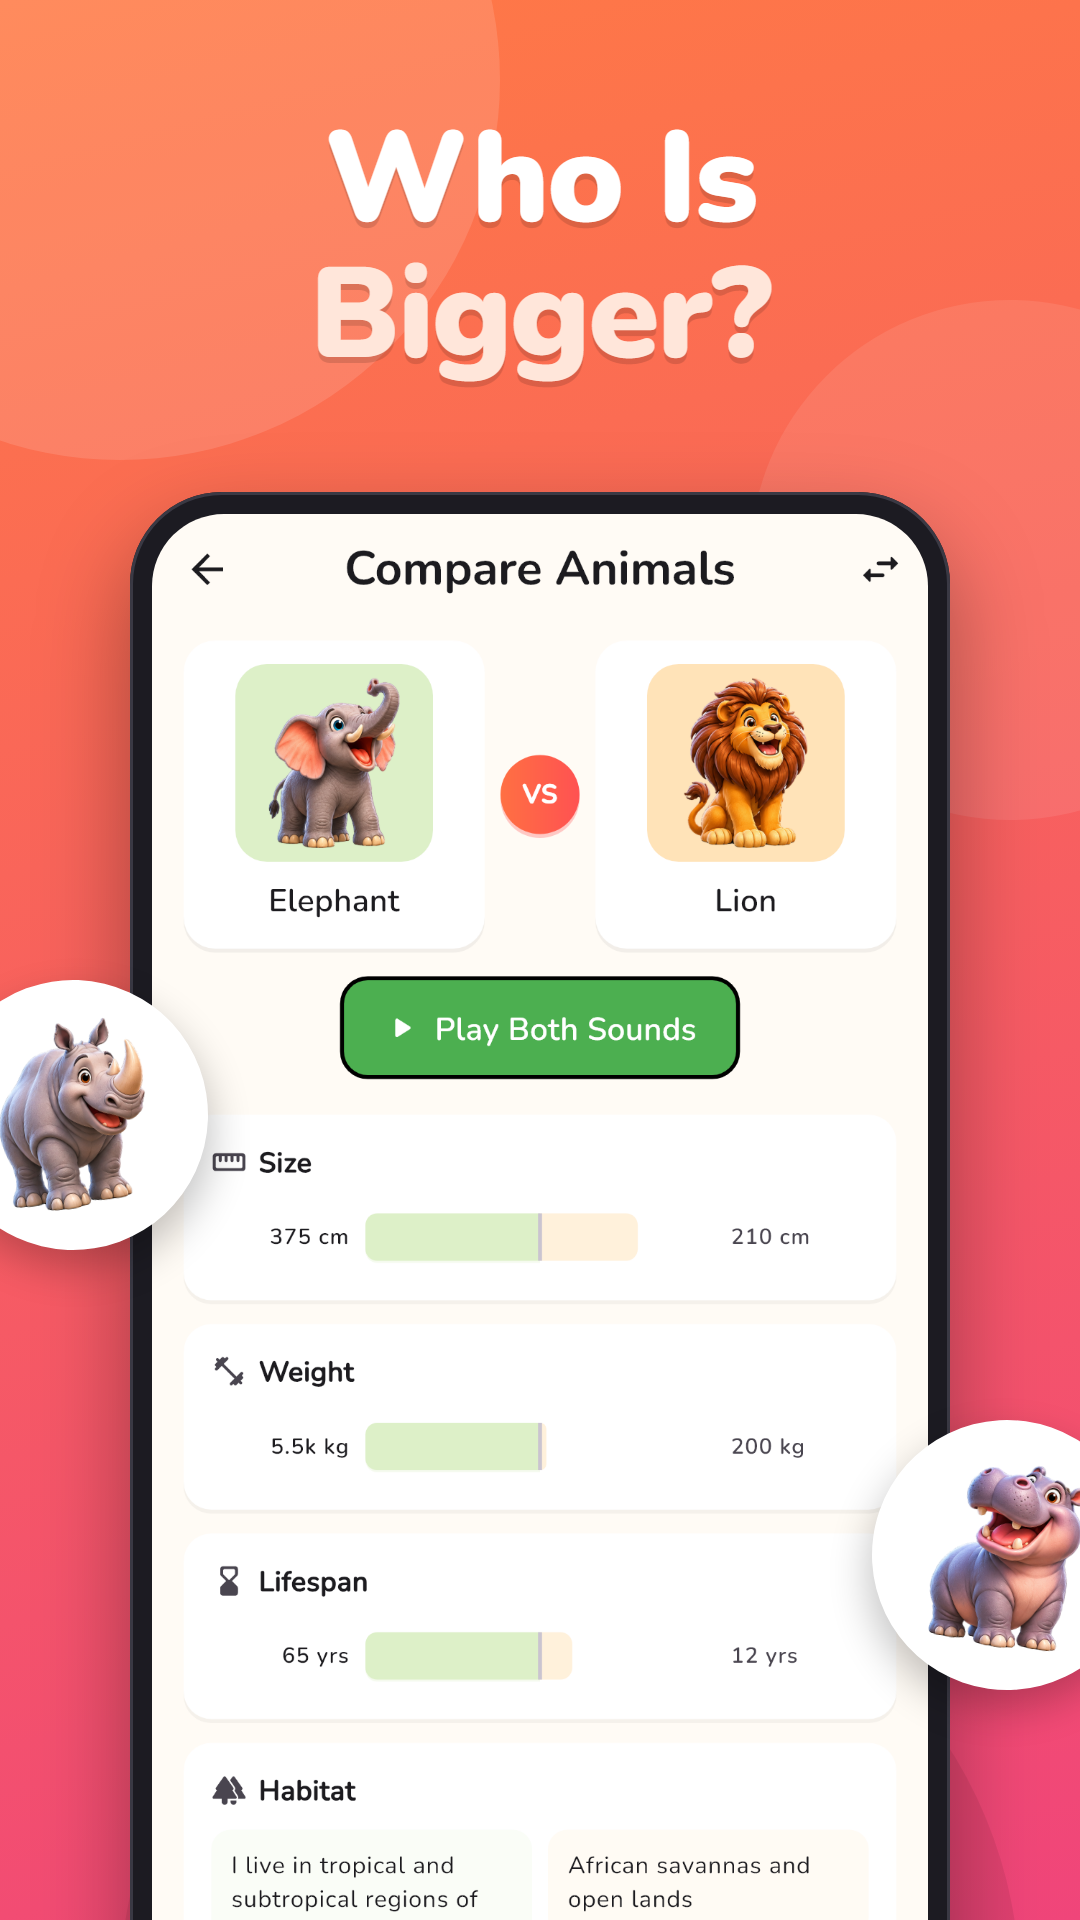 Who Is
Bigger?
Compare Animals
VS
Elephant
Lion
Play Both Sounds
Size
375 cm
210 cm
Weight
5.5k kg
200 kg
Lifespan
65 yrs
12 yrs
Habitat
I live in tropical and
subtropical regions of
African savannas and
open lands